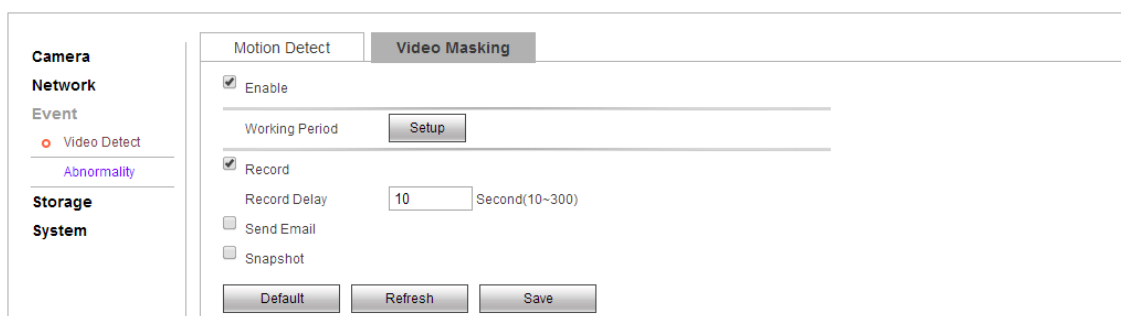 Camera
Network
Event
Video Detect
Abnormality
Storage
System
Motion Detect
Video Masking
Enable
Working Period
Setup
Record
Record Delay
10
Second(10~300)
Send Email
Snapshot
Default
Refresh
Save